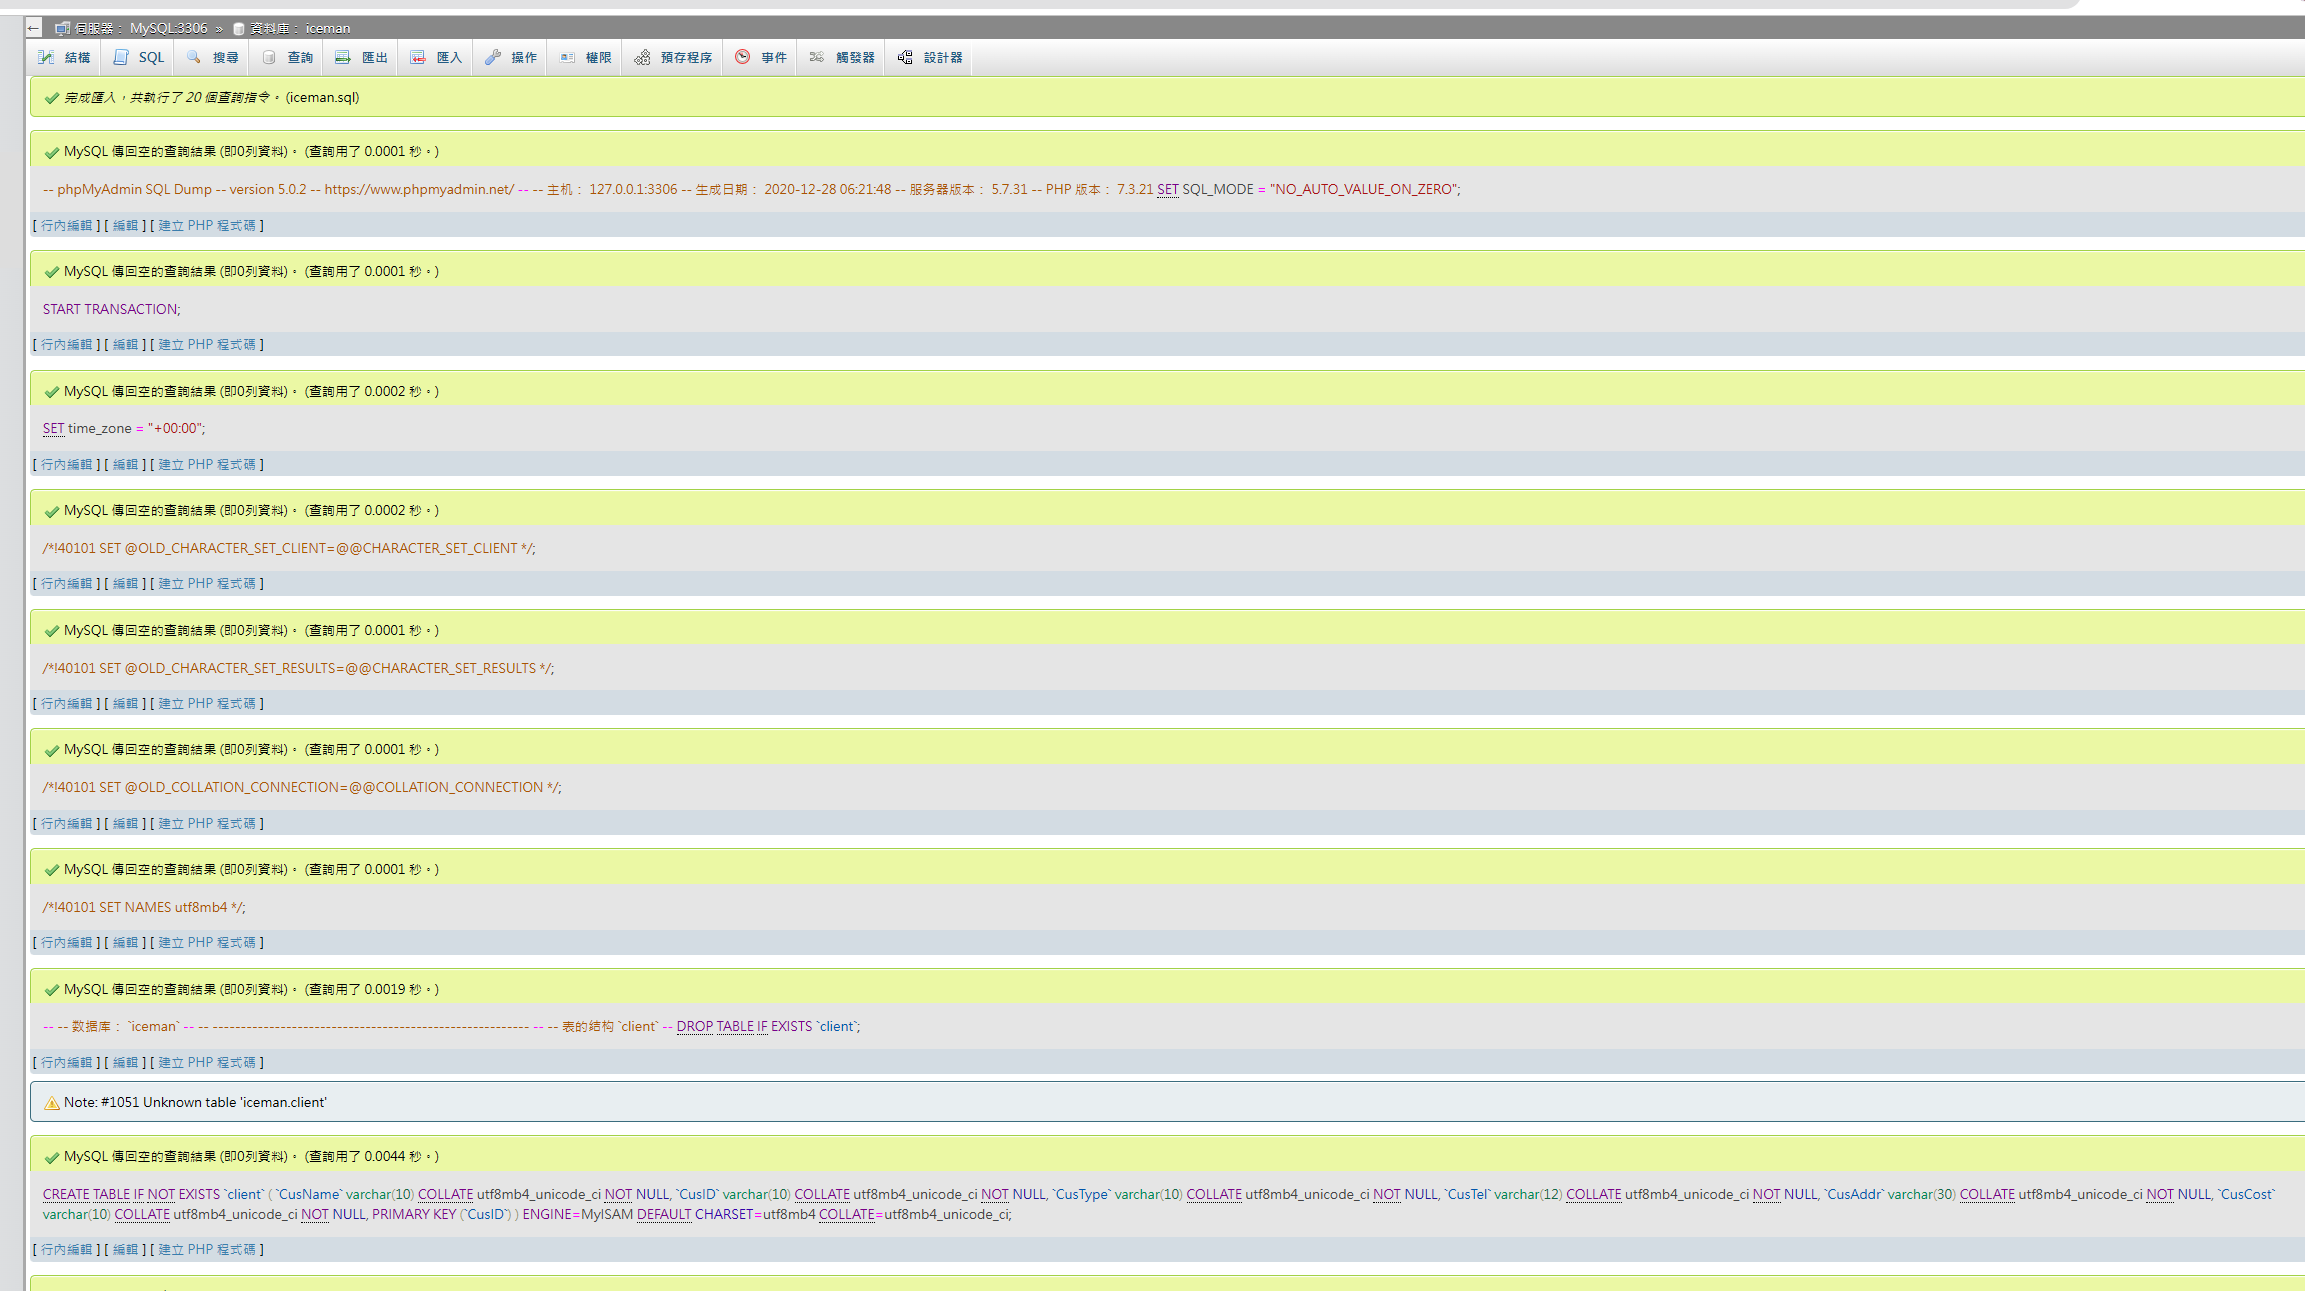 ← 伺服器： MySQL:3306 » 資料庫： iceman
結構 SQL 搜尋 查詢 匯出 匯入 操作 權限 預存程序 事件 觸發器 設計器
完成匯入，共執行了 20 個查詢指令。 (iceman.sql)
MySQL 傳回空的查詢結果 (即0列資料)。 (查詢用了 0.0001 秒。)
-- phpMyAdmin SQL Dump -- version 5.0.2 -- https://www.phpmyadmin.net/ -- -- 主机： 127.0.0.1:3306 -- 生成日期： 2020-12-28 06:21:48 -- 服务器版本： 5.7.31 -- PHP 版本： 7.3.21 SET SQL_MODE = "NO_AUTO_VALUE_ON_ZERO";
[ 行內編輯 ] [ 編輯 ] [ 建立 PHP 程式碼 ]
MySQL 傳回空的查詢結果 (即0列資料)。 (查詢用了 0.0001 秒。)
START TRANSACTION;
[ 行內編輯 ] [ 編輯 ] [ 建立 PHP 程式碼 ]
MySQL 傳回空的查詢結果 (即0列資料)。 (查詢用了 0.0002 秒。)
SET time_zone = "+00:00";
[ 行內編輯 ] [ 編輯 ] [ 建立 PHP 程式碼 ]
MySQL 傳回空的查詢結果 (即0列資料)。 (查詢用了 0.0002 秒。)
/*!40101 SET @OLD_CHARACTER_SET_CLIENT=@@CHARACTER_SET_CLIENT */;
[ 行內編輯 ] [ 編輯 ] [ 建立 PHP 程式碼 ]
MySQL 傳回空的查詢結果 (即0列資料)。 (查詢用了 0.0001 秒。)
/*!40101 SET @OLD_CHARACTER_SET_RESULTS=@@CHARACTER_SET_RESULTS */;
[ 行內編輯 ] [ 編輯 ] [ 建立 PHP 程式碼 ]
MySQL 傳回空的查詢結果 (即0列資料)。 (查詢用了 0.0001 秒。)
/*!40101 SET @OLD_COLLATION_CONNECTION=@@COLLATION_CONNECTION */;
[ 行內編輯 ] [ 編輯 ] [ 建立 PHP 程式碼 ]
MySQL 傳回空的查詢結果 (即0列資料)。 (查詢用了 0.0001 秒。)
/*!40101 SET NAMES utf8mb4 */;
[ 行內編輯 ] [ 編輯 ] [ 建立 PHP 程式碼 ]
MySQL 傳回空的查詢結果 (即0列資料)。 (查詢用了 0.0019 秒。)
-- -- 数据库： `iceman` -- -- -------------------------------------------------------- -- -- 表的结构 `client` -- DROP TABLE IF EXISTS `client`;
[ 行內編輯 ] [ 編輯 ] [ 建立 PHP 程式碼 ]
Note: #1051 Unknown table 'iceman.client'
MySQL 傳回空的查詢結果 (即0列資料)。 (查詢用了 0.0044 秒。)
CREATE TABLE IF NOT EXISTS `client` ( `CusName` varchar(10) COLLATE utf8mb4_unicode_ci NOT NULL, `CusID` varchar(10) COLLATE utf8mb4_unicode_ci NOT NULL, `CusType` varchar(10) COLLATE utf8mb4_unicode_ci NOT NULL, `CusTel` varchar(12) COLLATE utf8mb4_unicode_ci NOT NULL, `CusAddr` varchar(30) COLLATE utf8mb4_unicode_ci NOT NULL, `CusCost`
varchar(10) COLLATE utf8mb4_unicode_ci NOT NULL, PRIMARY KEY (`CusID`) ) ENGINE=MyISAM DEFAULT CHARSET=utf8mb4 COLLATE=utf8mb4_unicode_ci;
[ 行內編輯 ] [ 編輯 ] [ 建立 PHP 程式碼 ]